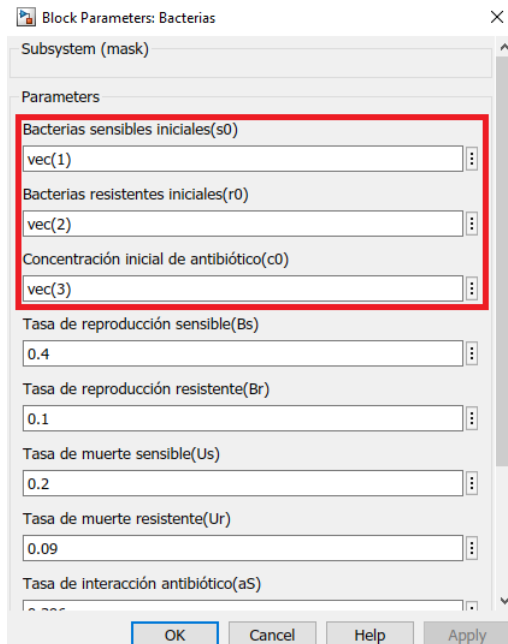 Block Parameters: Bacterias
Subsystem (mask)
Parameters
Bacterias sensibles iniciales(s0)
vec(1)
Bacterias resistentes iniciales(r0)
vec(2)
Concentración inicial de antibiótico(c0)
vec(3)
Tasa de reproducción sensible(Bs)
0.4
Tasa de reproducción resistente(Br)
0.1
Tasa de muerte sensible(Us)
0.2
Tasa de muerte resistente(Ur)
0.09
Tasa de interacción antibiótico(aS)
OK Cancel Help Apply